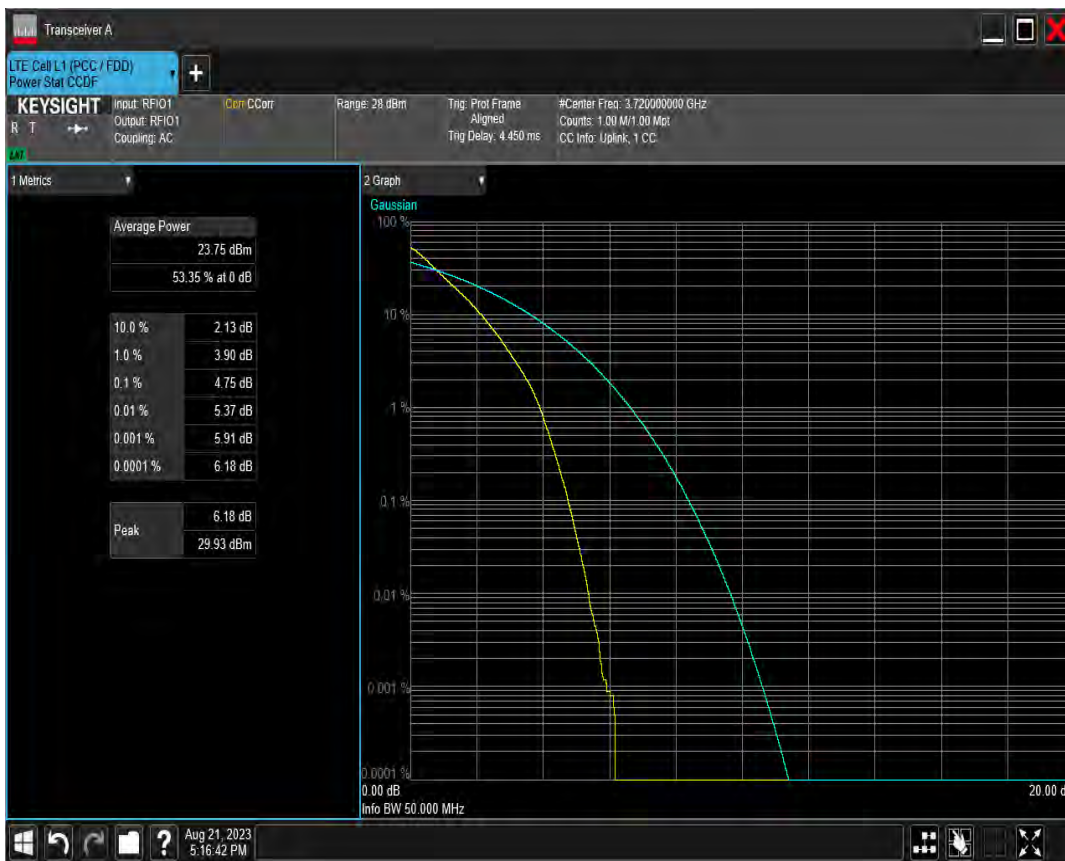 Transceiver A
LTE Cell L1 (PCC / FDD)
Power Stat CCDF
KEYSIGHT
R T
LXI
Input: RFIO1
Output: RFIO1
Coupling: AC
Corr CCorr
Range: 28 dBm
Trig: Prot Frame
Aligned
Trig Delay: 4.450 ms
#Center Freq: 3.720000000 GHz
Counts: 1.00 M/1.00 Mpt
CC Info: Uplink, 1 CC
1 Metrics
Average Power
23.75 dBm
53.35 % at 0 dB
10.0 % 2.13 dB
1.0 % 3.90 dB
0.1 % 4.75 dB
0.01 % 5.37 dB
0.001 % 5.91 dB
0.0001 % 6.18 dB
Peak 6.18 dB
29.93 dBm
2 Graph
Gaussian
100 %
10 %
1 %
0.1 %
0.01 %
0.001 %
0.0001 %
0.00 dB
20.00 d
Info BW 50.000 MHz
Aug 21, 2023
5:16:42 PM